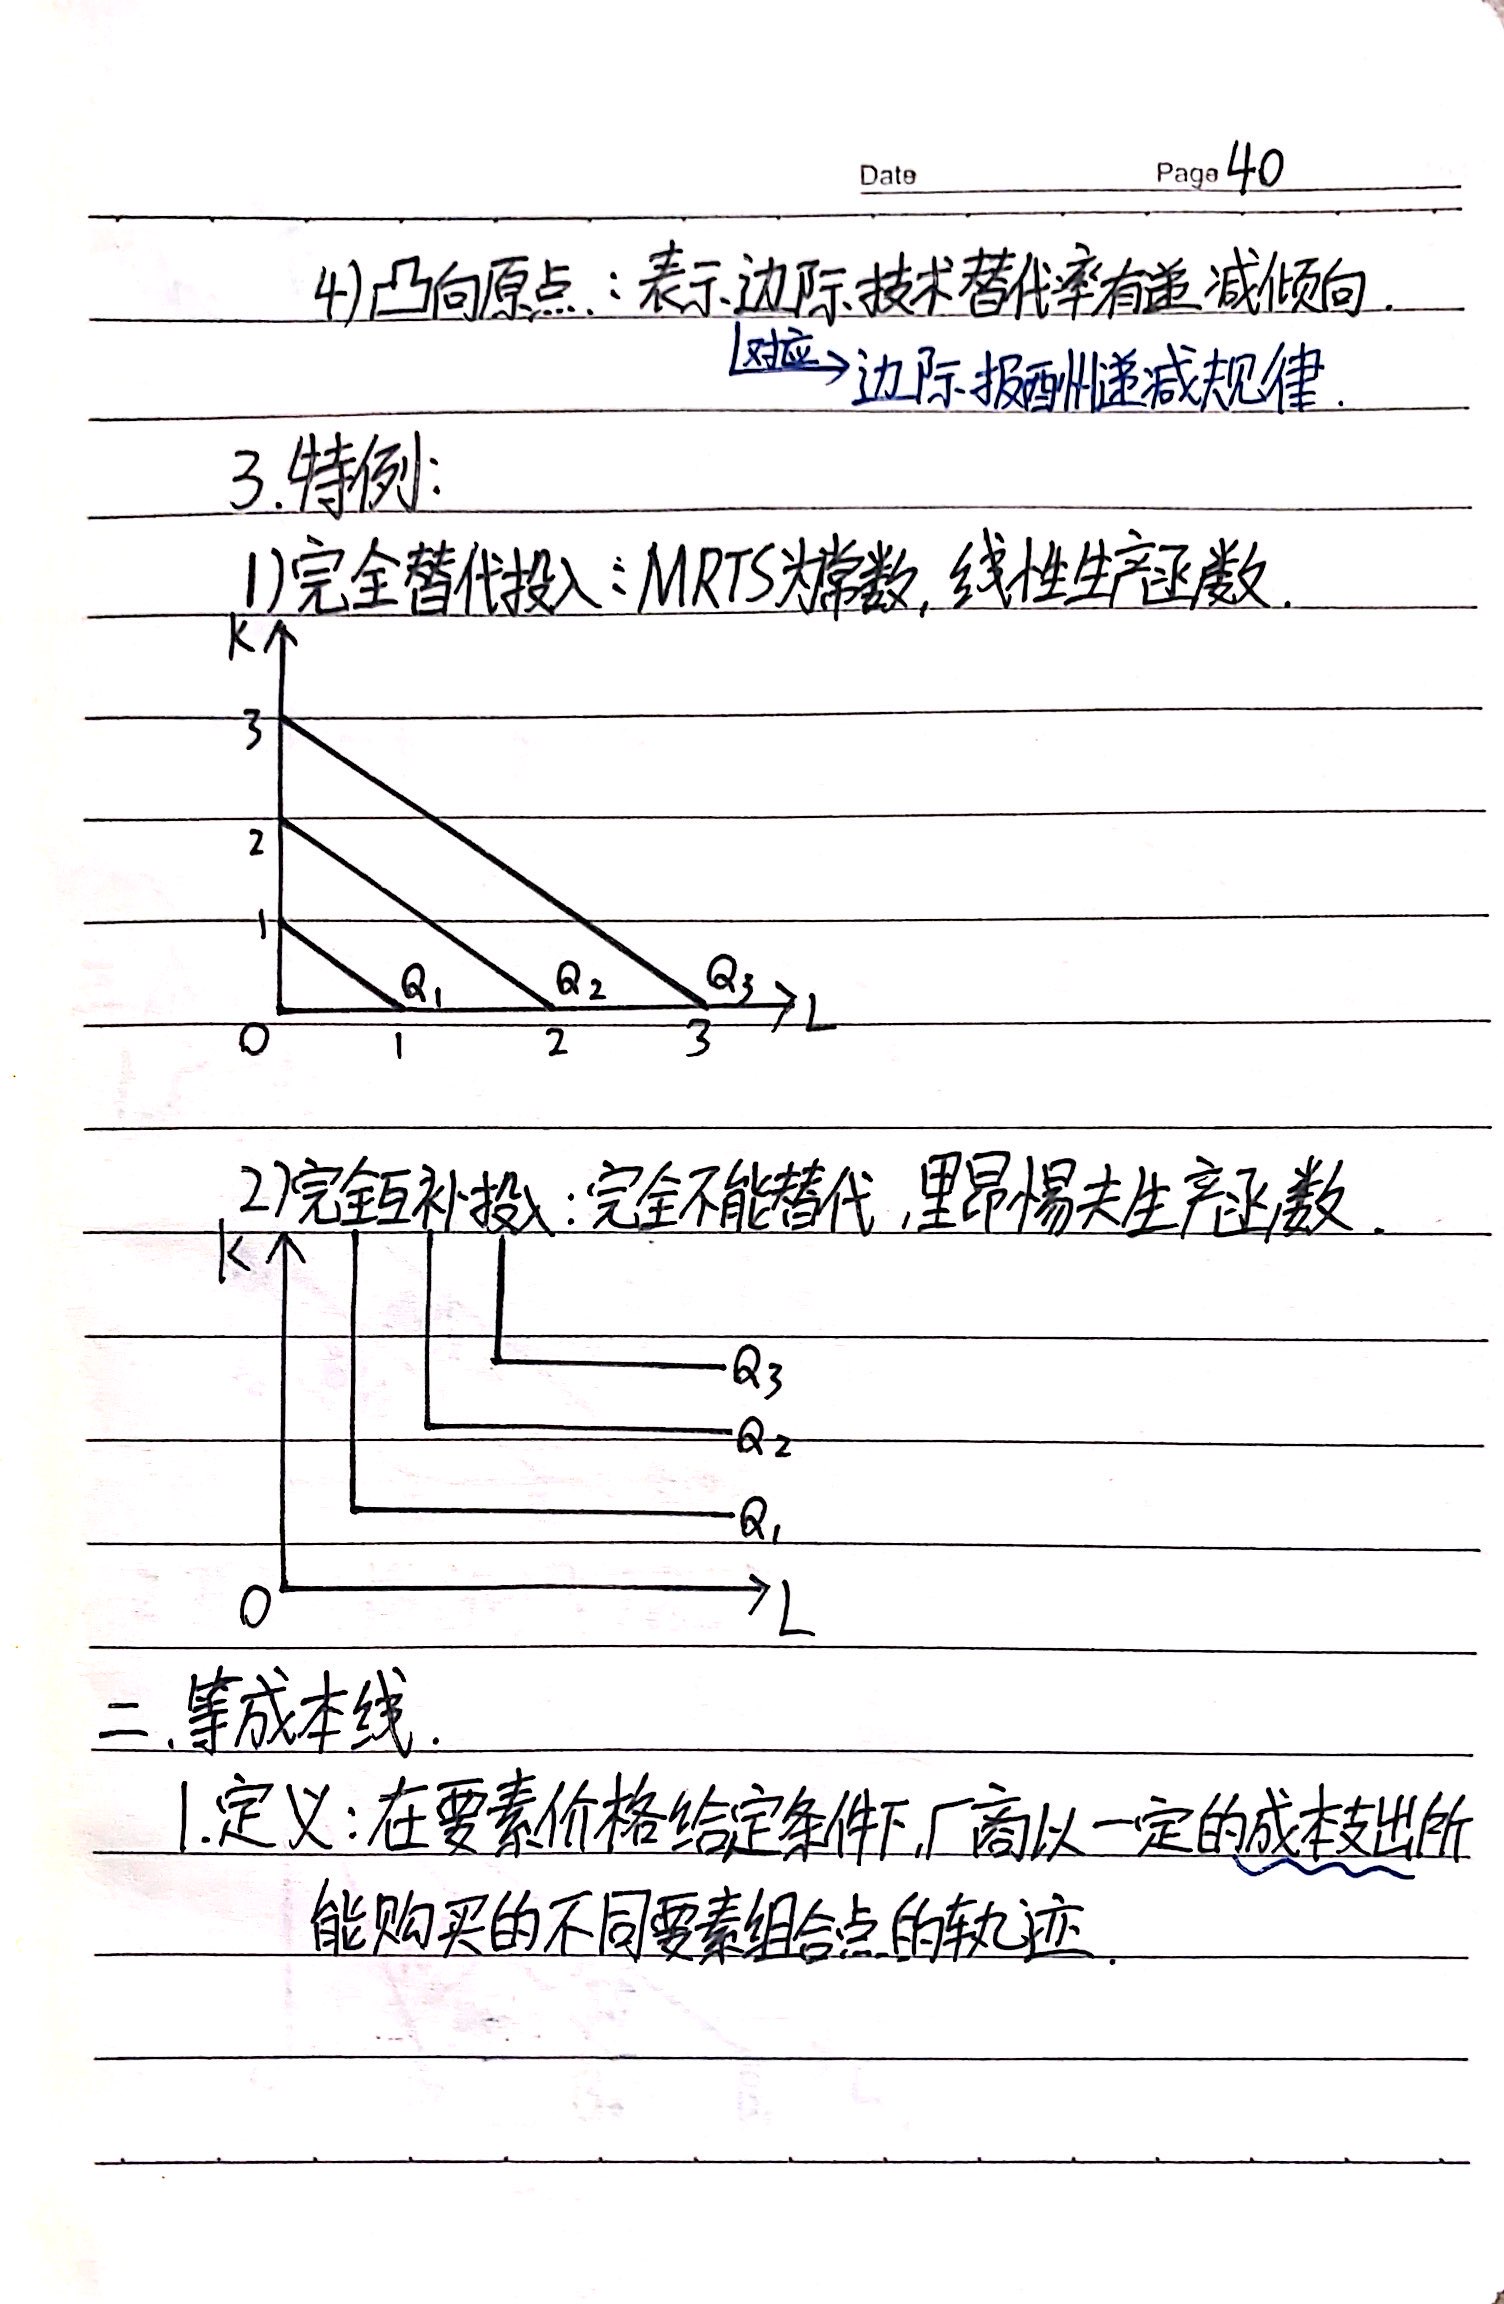 Date Page 40
4)凸向原点：表示边际技术替代率有递减倾向.
对应→边际报酬递减规律.
3.特例：
1)完全替代投入：MRTS为常数,线性生产函数.
K
3
2
1
Q₁ Q₂ Q₃
L
0 1 2 3
2)完全互补投入：完全不能替代,里昂惕夫生产函数.
K
Q₃
Q₂
Q₁
0 L
二.等成本线.
1.定义：在要素价格给定条件下,厂商以一定的成本支出所
能购买的不同要素组合点的轨迹.